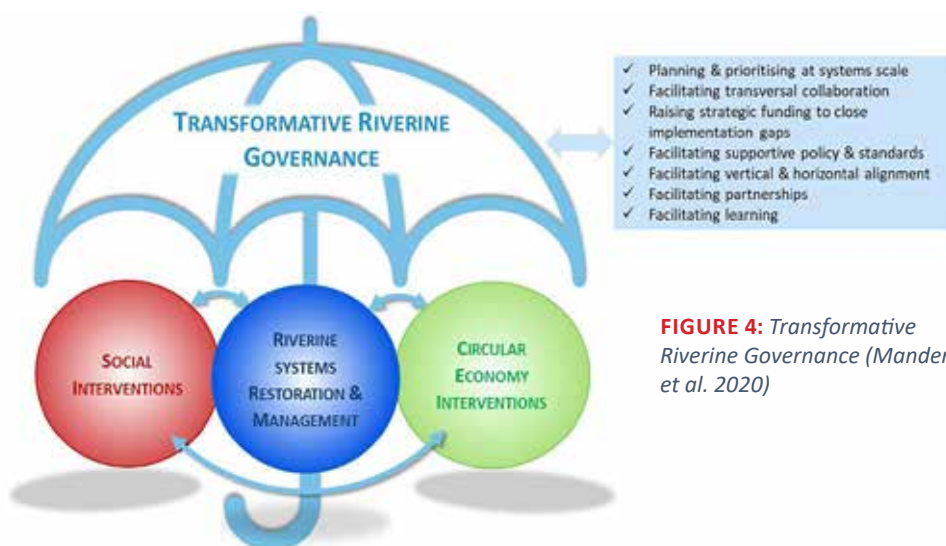 TRANSFORMATIVE RIVERINE
GOVERNANCE
✓ Planning & prioritising at systems scale
✓ Facilitating transversal collaboration
✓ Raising strategic funding to close
implementation gaps
✓ Facilitating supportive policy & standards
✓ Facilitating vertical & horizontal alignment
✓ Facilitating partnerships
✓ Facilitating learning
SOCIAL
INTERVENTIONS
RIVERINE
SYSTEMS
RESTORATION &
MANAGEMENT
CIRCULAR
ECONOMY
INTERVENTIONS
FIGURE 4: Transformative
Riverine Governance (Mander
et al. 2020)